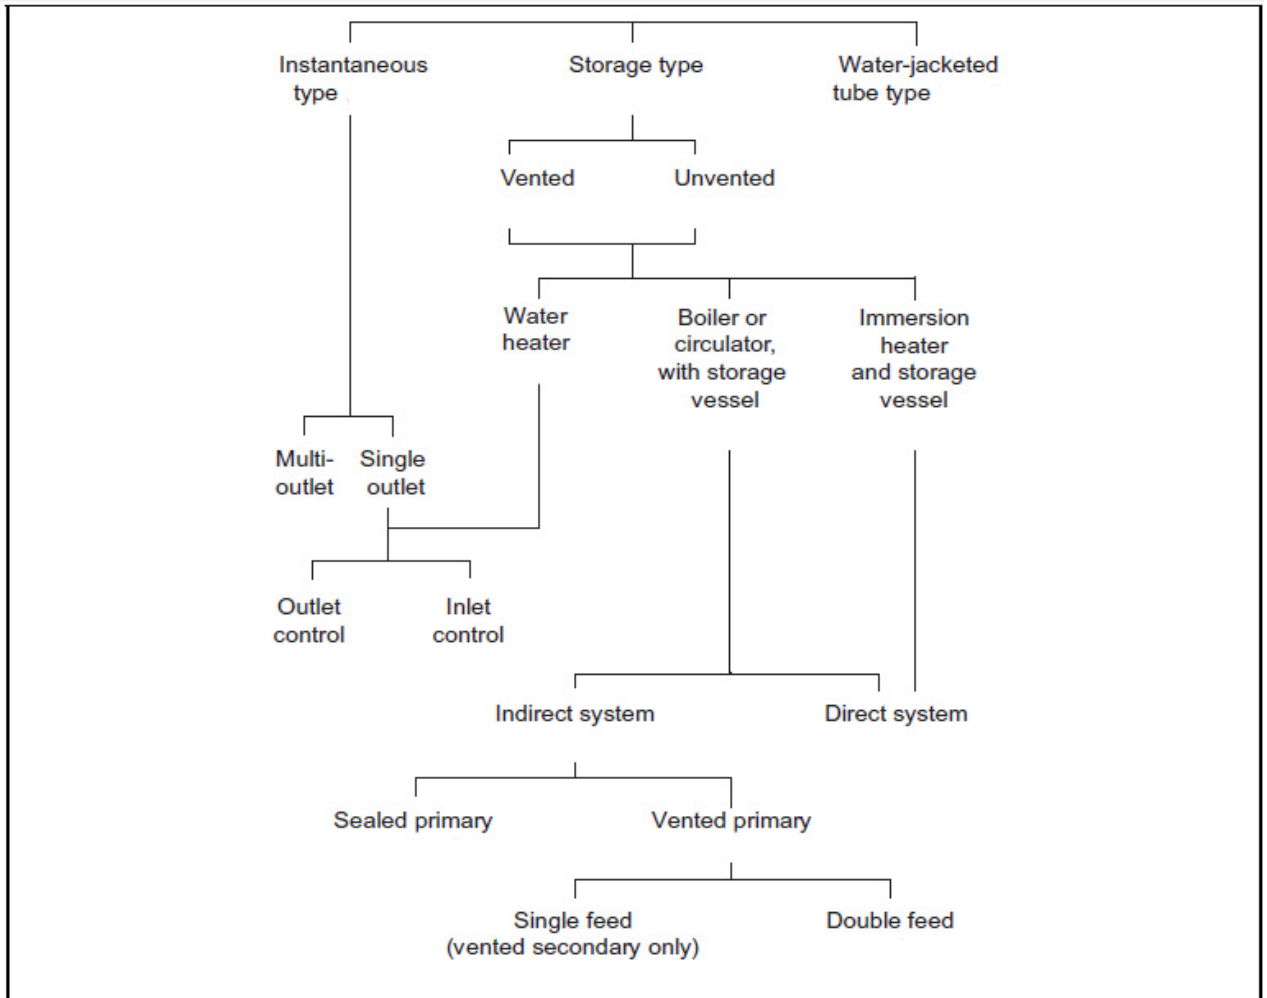 Instantaneous
type
Storage type
Water-jacketed
tube type
Vented
Unvented
Water
heater
Boiler or
circulator,
with storage
vessel
Immersion
heater
and storage
vessel
Multi-
outlet
Single
outlet
Outlet
control
Inlet
control
Indirect system
Direct system
Sealed primary
Vented primary
Single feed
(vented secondary only)
Double feed